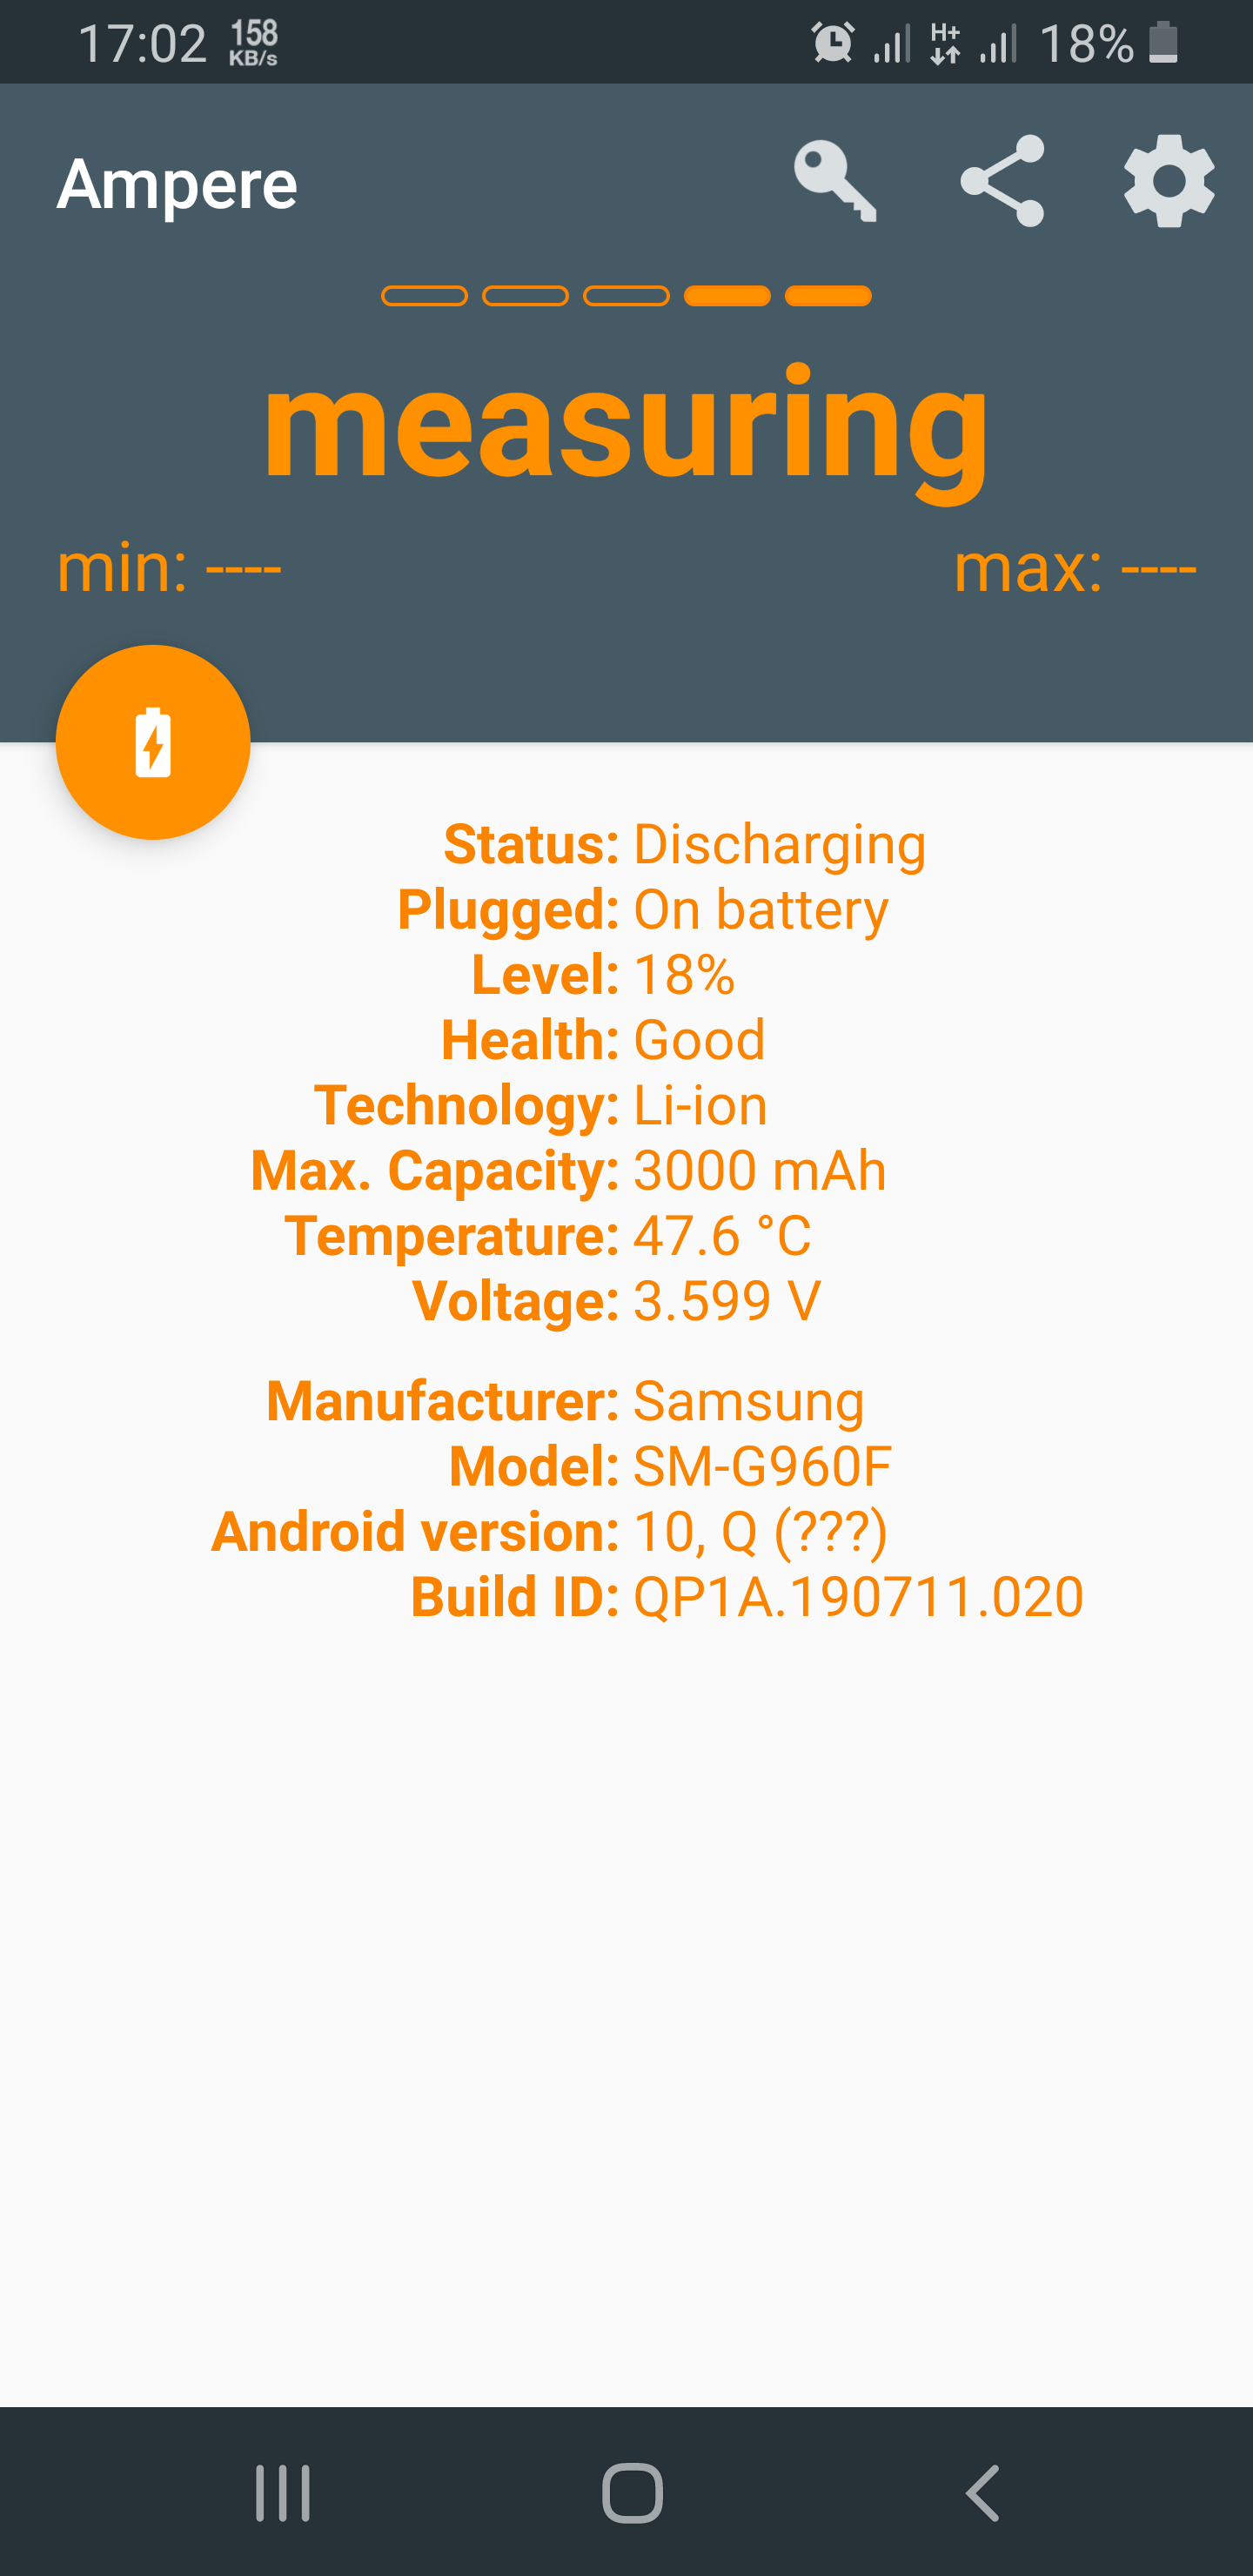 17:02 158 KB/s H+ 18%
Ampere
measuring
min: ---- max: ----
Status: Discharging
Plugged: On battery
Level: 18%
Health: Good
Technology: Li-ion
Max. Capacity: 3000 mAh
Temperature: 47.6 °C
Voltage: 3.599 V
Manufacturer: Samsung
Model: SM-G960F
Android version: 10, Q (???)
Build ID: QP1A.190711.020